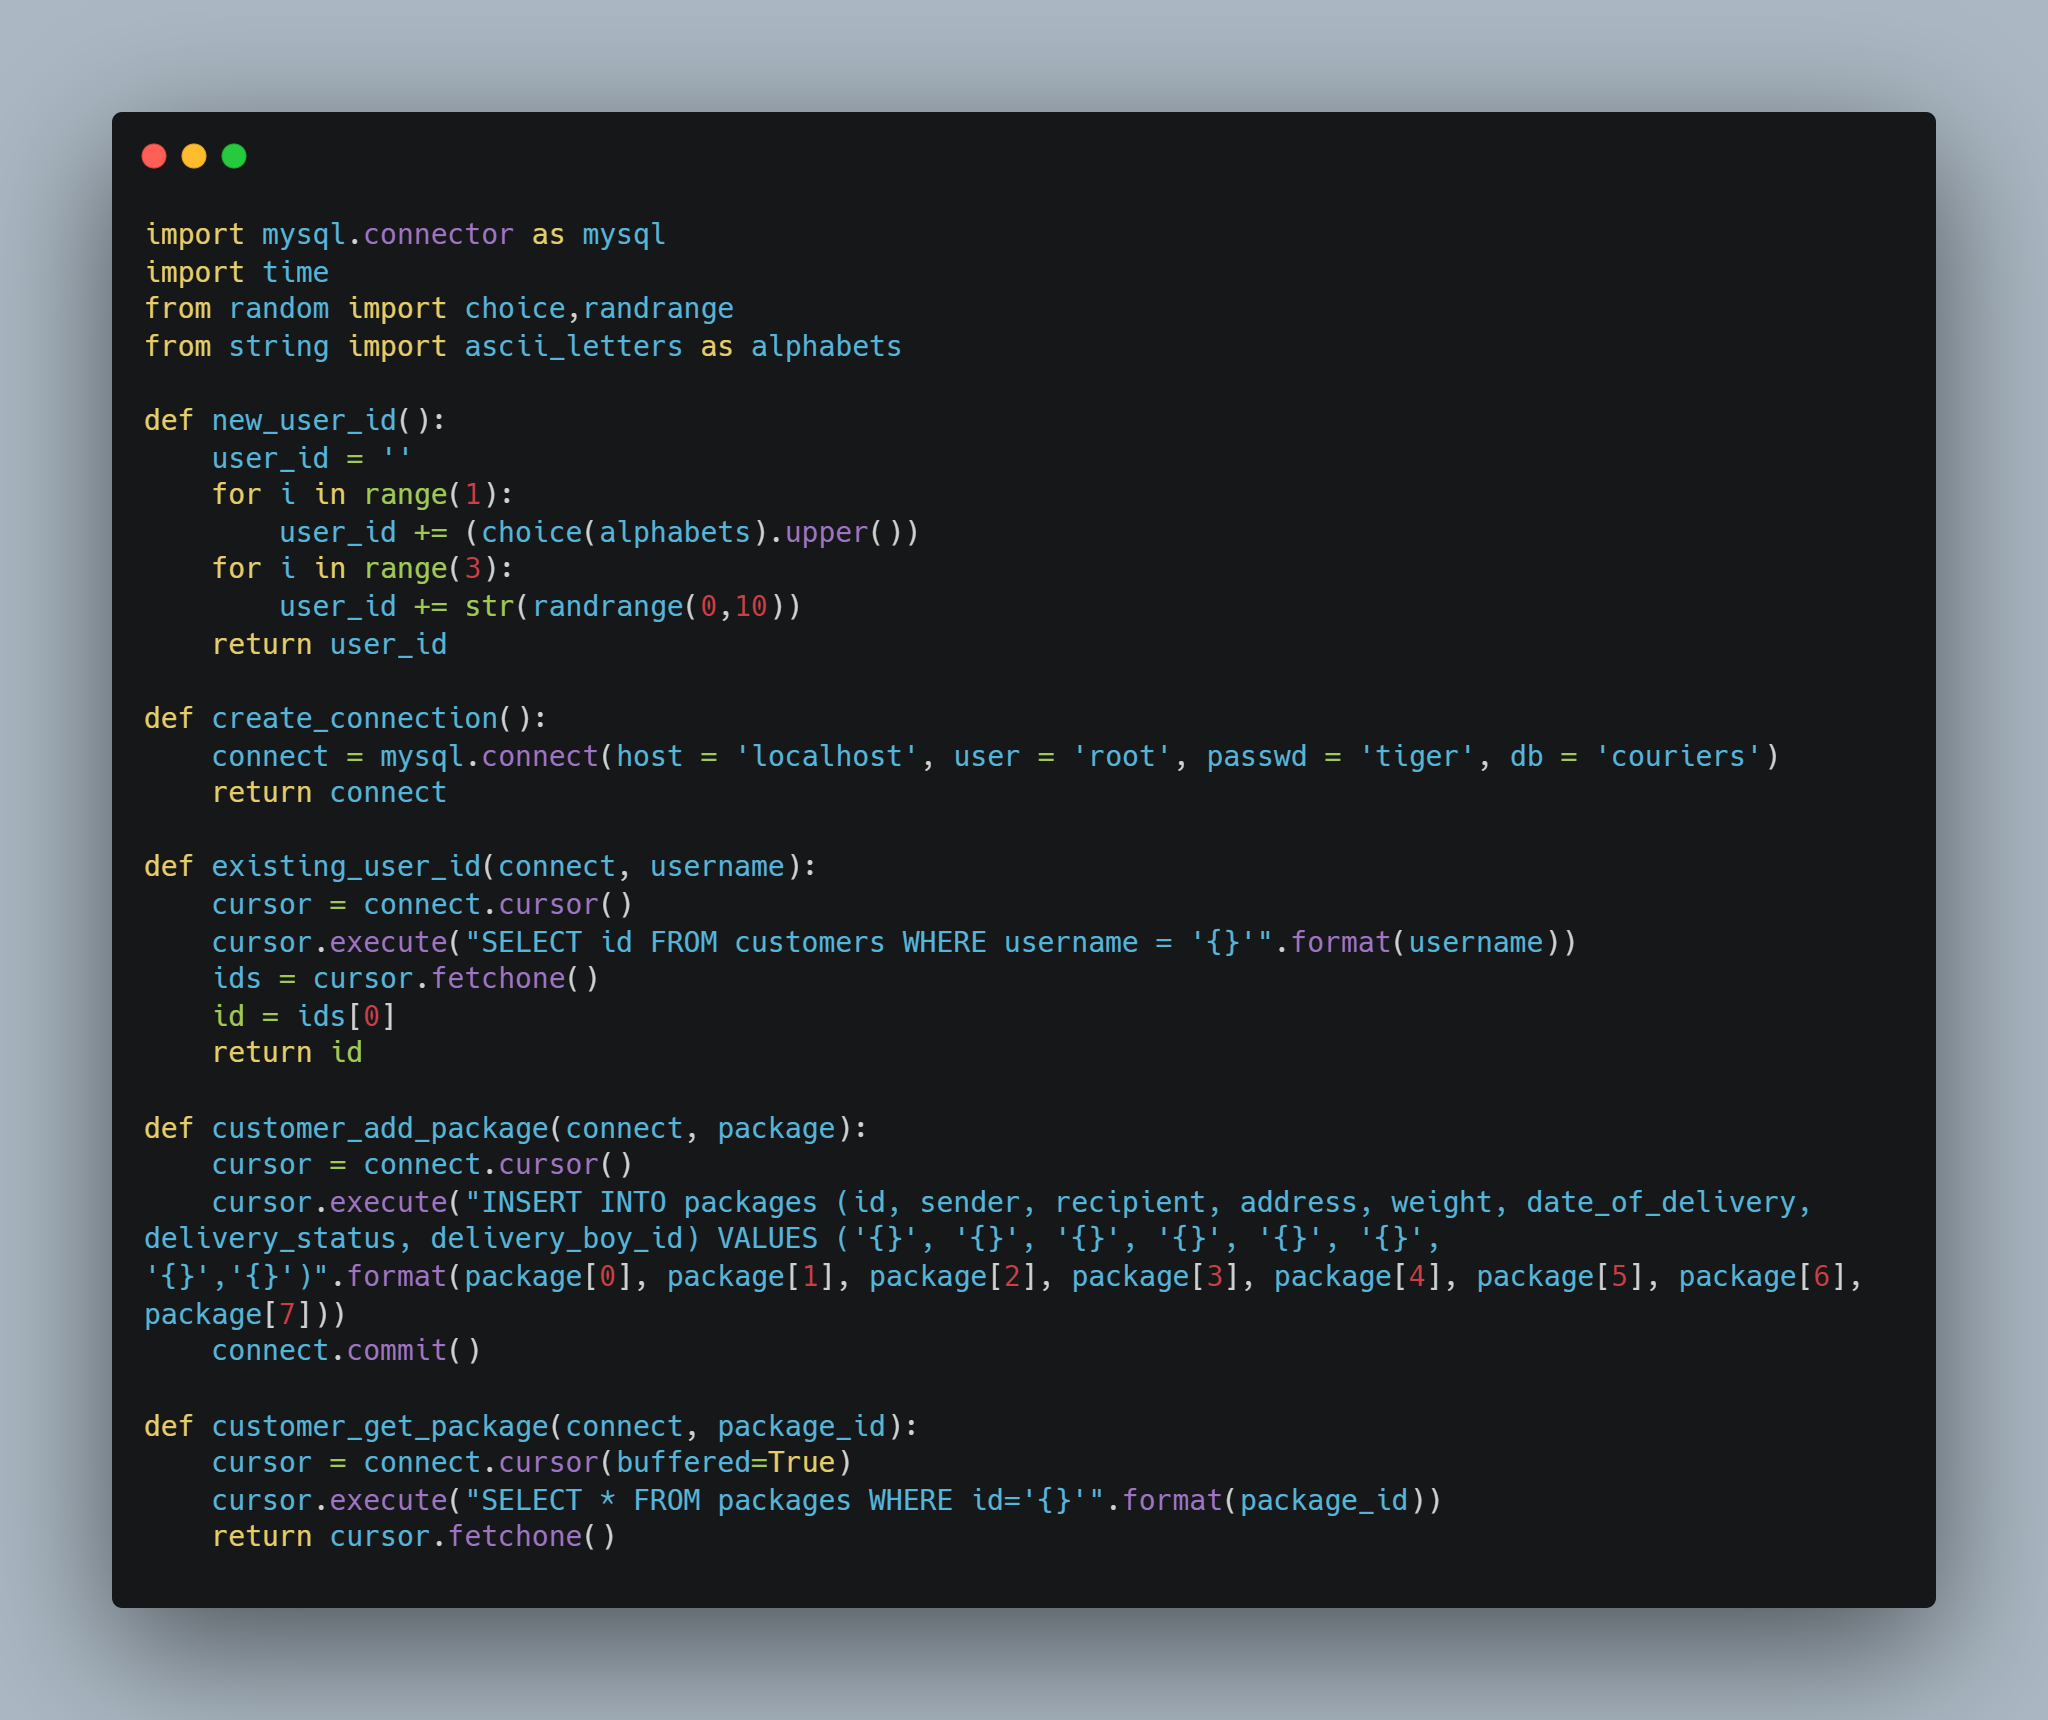 import mysql.connector as mysql
import time
from random import choice,randrange
from string import ascii_letters as alphabets

def new_user_id():
    user_id = ''
    for i in range(1):
        user_id += (choice(alphabets).upper())
    for i in range(3):
        user_id += str(randrange(0,10))
    return user_id

def create_connection():
    connect = mysql.connect(host = 'localhost', user = 'root', passwd = 'tiger', db = 'couriers')
    return connect

def existing_user_id(connect, username):
    cursor = connect.cursor()
    cursor.execute("SELECT id FROM customers WHERE username = '{}'".format(username))
    ids = cursor.fetchone()
    id = ids[0]
    return id

def customer_add_package(connect, package):
    cursor = connect.cursor()
    cursor.execute("INSERT INTO packages (id, sender, recipient, address, weight, date_of_delivery,
delivery_status, delivery_boy_id) VALUES ('{}', '{}', '{}', '{}', '{}', '{}',
'{}','{}')".format(package[0], package[1], package[2], package[3], package[4], package[5], package[6],
package[7]))
    connect.commit()

def customer_get_package(connect, package_id):
    cursor = connect.cursor(buffered=True)
    cursor.execute("SELECT * FROM packages WHERE id='{}'".format(package_id))
    return cursor.fetchone()